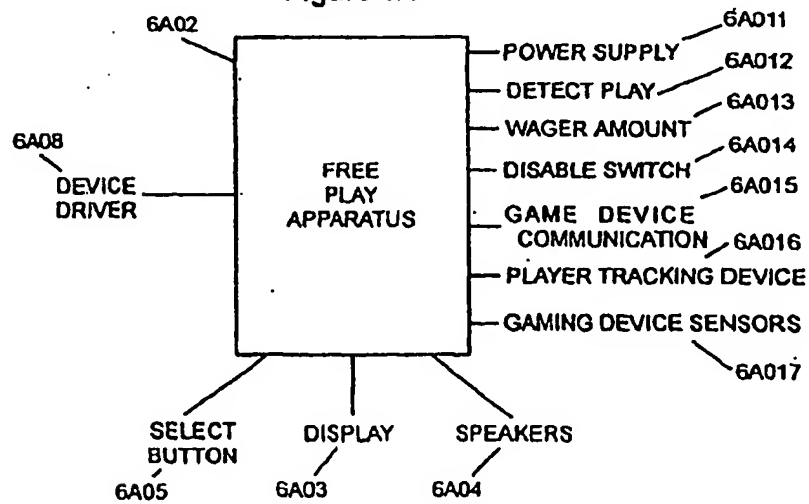 6A02
6A011
POWER SUPPLY
6A012
DETECT PLAY
6A013
WAGER AMOUNT
6A014
DISABLE SWITCH
6A015
GAME DEVICE
COMMUNICATION
6A016
PLAYER TRACKING DEVICE
GAMING DEVICE SENSORS
6A017
6A08
DEVICE
DRIVER
FREE
PLAY
APPARATUS
SELECT
BUTTON
6A05
DISPLAY
6A03
SPEAKERS
6A04